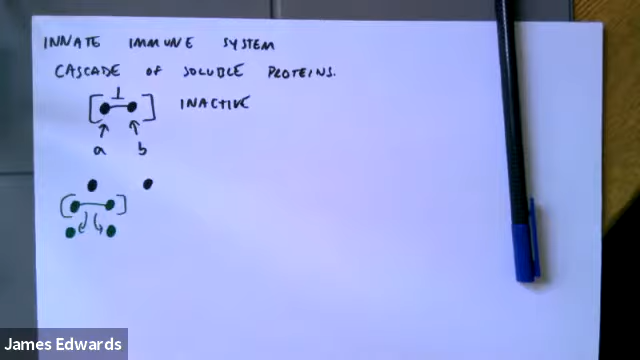 INNATE IMMUNE SYSTEM
CASCADE OF SOLUBLE PROTEINS.
INACTIVE
a b
James Edwards